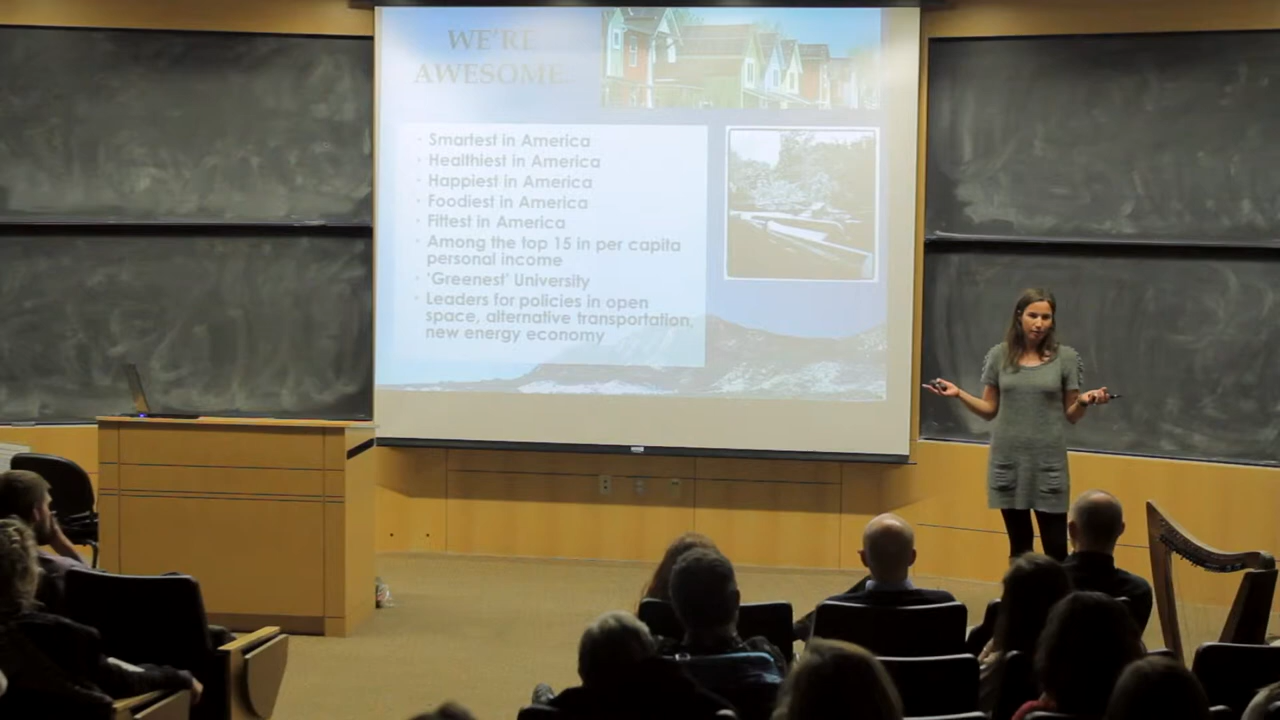 WE'RE
AWESOME
Smartest in America
Healthiest in America
Happiest in America
Foodiest in America
Fittest in America
Among the top 15 in per capita
personal income
'Greenest' University
Leaders for policies in open
space, alternative transportation,
new energy economy